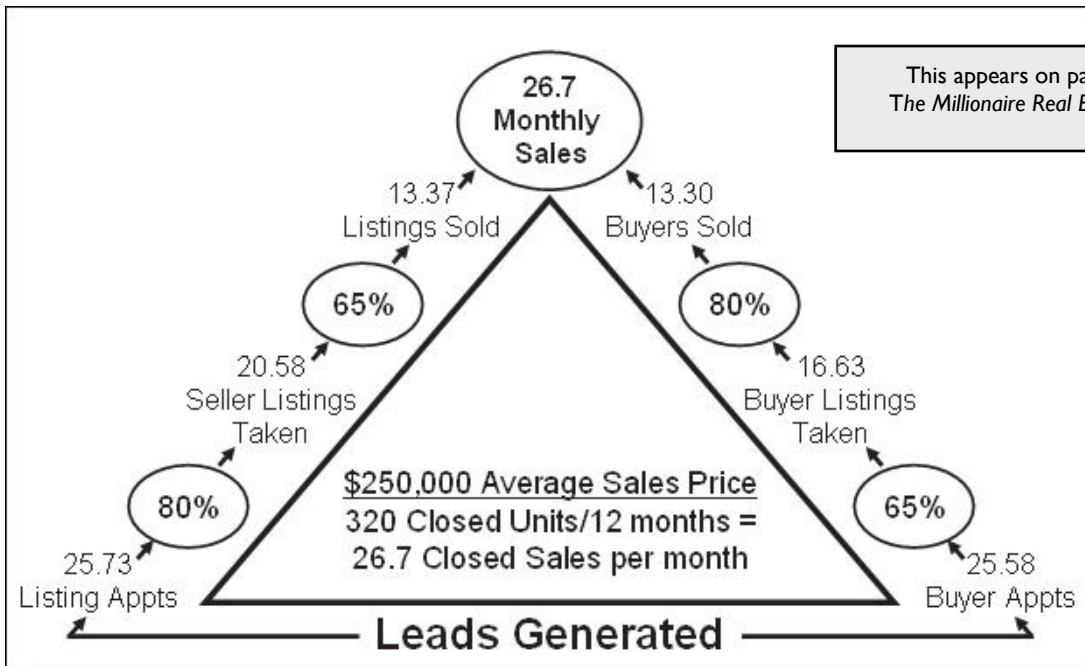 26.7
Monthly
Sales
This appears on
The Millionaire Real
13.37
Listings Sold
13.30
Buyers Sold
65%
80%
20.58
Seller Listings
Taken
16.63
Buyer Listings
Taken
80%
65%
$250,000 Average Sales Price
320 Closed Units/12 months =
26.7 Closed Sales per month
25.73
Listing Appts
25.58
Buyer Appts
Leads Generated